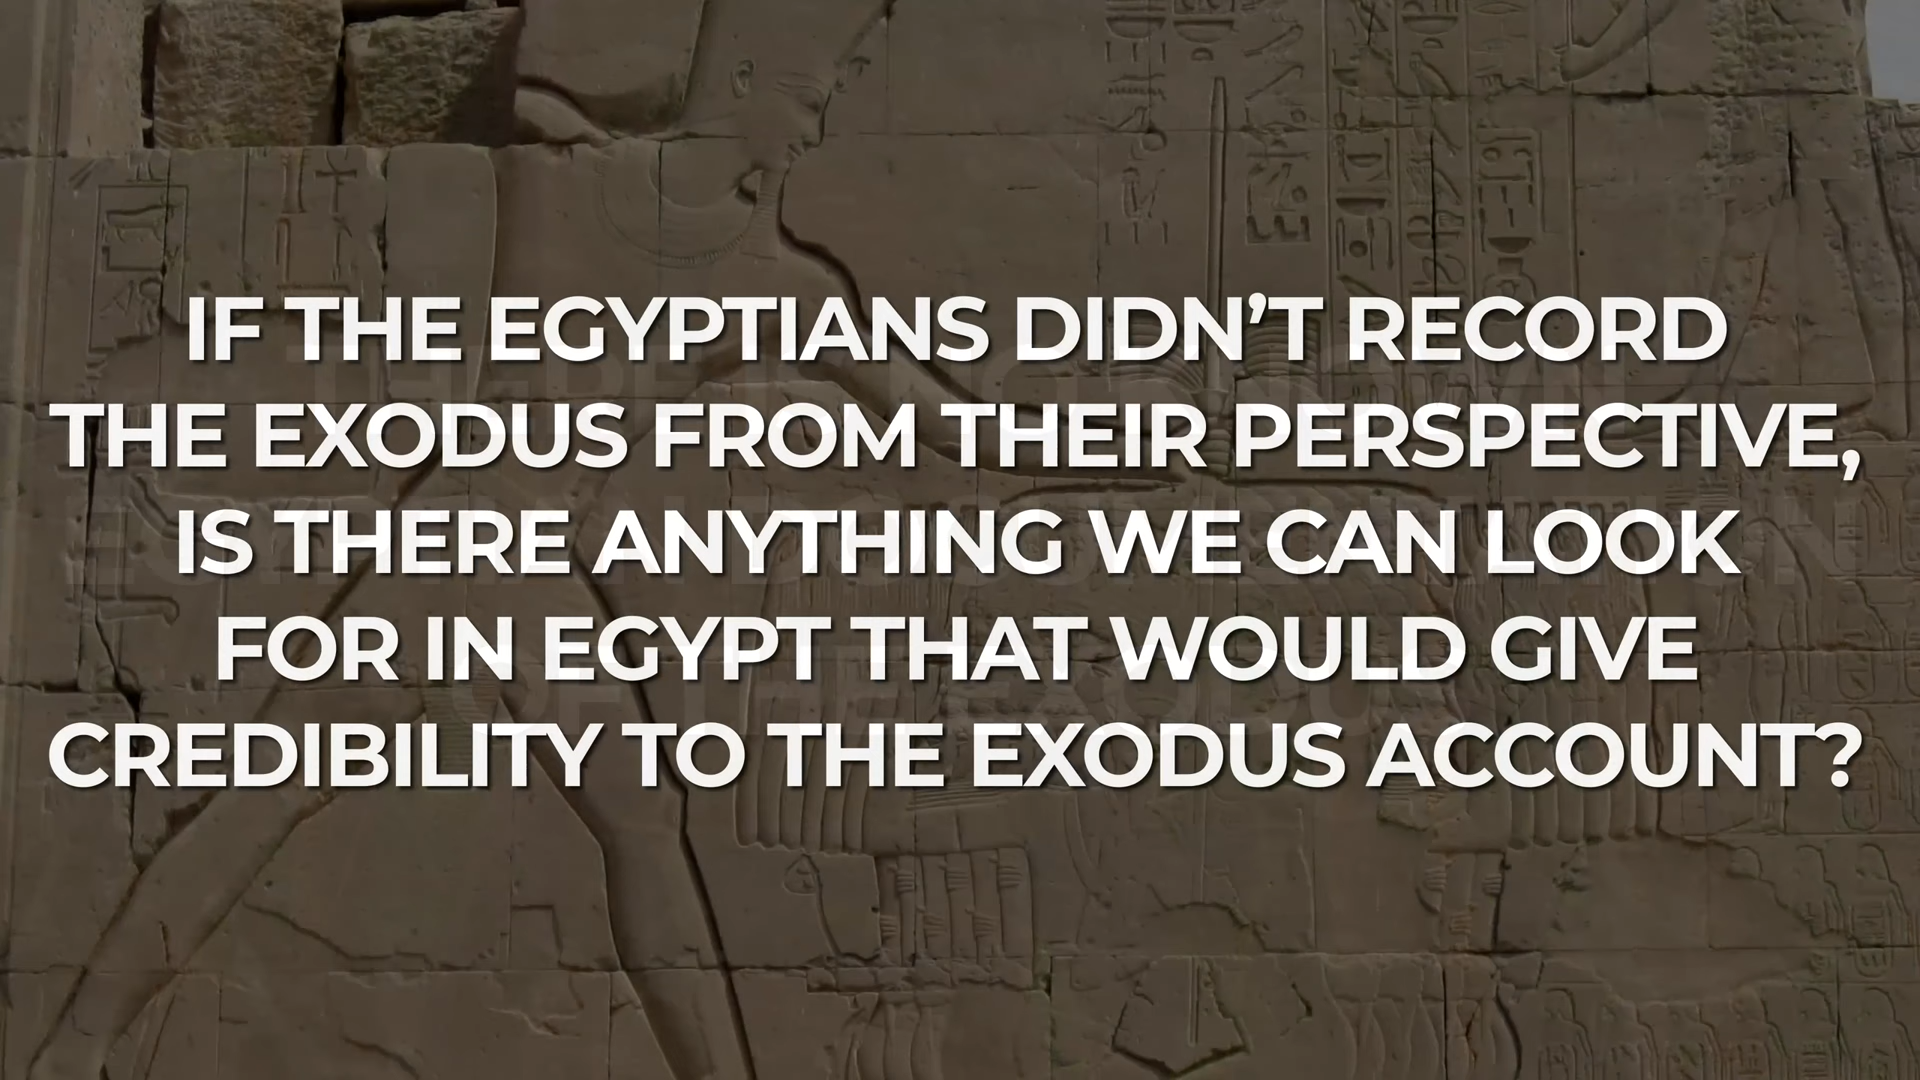 IF THE EGYPTIANS DIDN’T RECORD
THE EXODUS FROM THEIR PERSPECTIVE,
IS THERE ANYTHING WE CAN LOOK
FOR IN EGYPT THAT WOULD GIVE
CREDIBILITY TO THE EXODUS ACCOUNT?